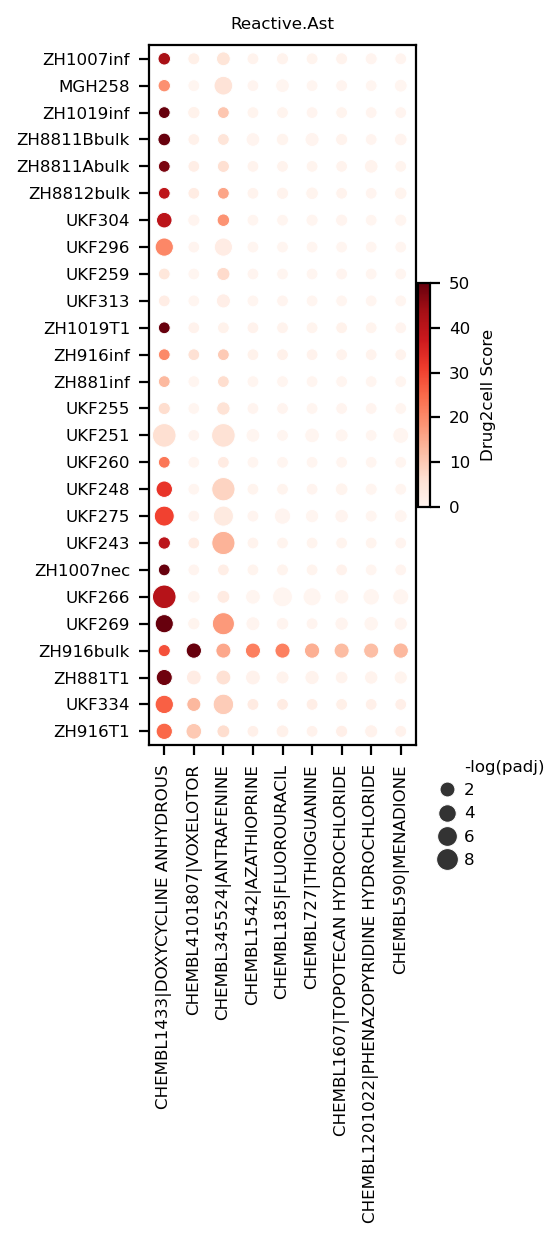 Reactive.Ast
ZH1007inf
MGH258
ZH1019inf
ZH8811Bbulk
ZH8811Abulk
ZH8812bulk
UKF304
UKF296
UKF259
UKF313
ZH1019T1
ZH916inf
ZH881inf
UKF255
UKF251
UKF260
UKF248
UKF275
UKF243
ZH1007nec
UKF266
UKF269
ZH916bulk
ZH881T1
UKF334
ZH916T1
50
40
30
20
10
0
Drug2cell Score
-log(padj)
2
4
6
8
CHEMBL1433|DOXYCYCLINE ANHYDROUS
CHEMBL4101807|VOXELOTOR
CHEMBL345524|ANTRAFENINE
CHEMBL1542|AZATHIOPRINE
CHEMBL185|FLUOROURACIL
CHEMBL727|THIOGUANINE
CHEMBL1607|TOPOTECAN HYDROCHLORIDE
CHEMBL1201022|PHENAZOPYRIDINE HYDROCHLORIDE
CHEMBL590|MENADIONE